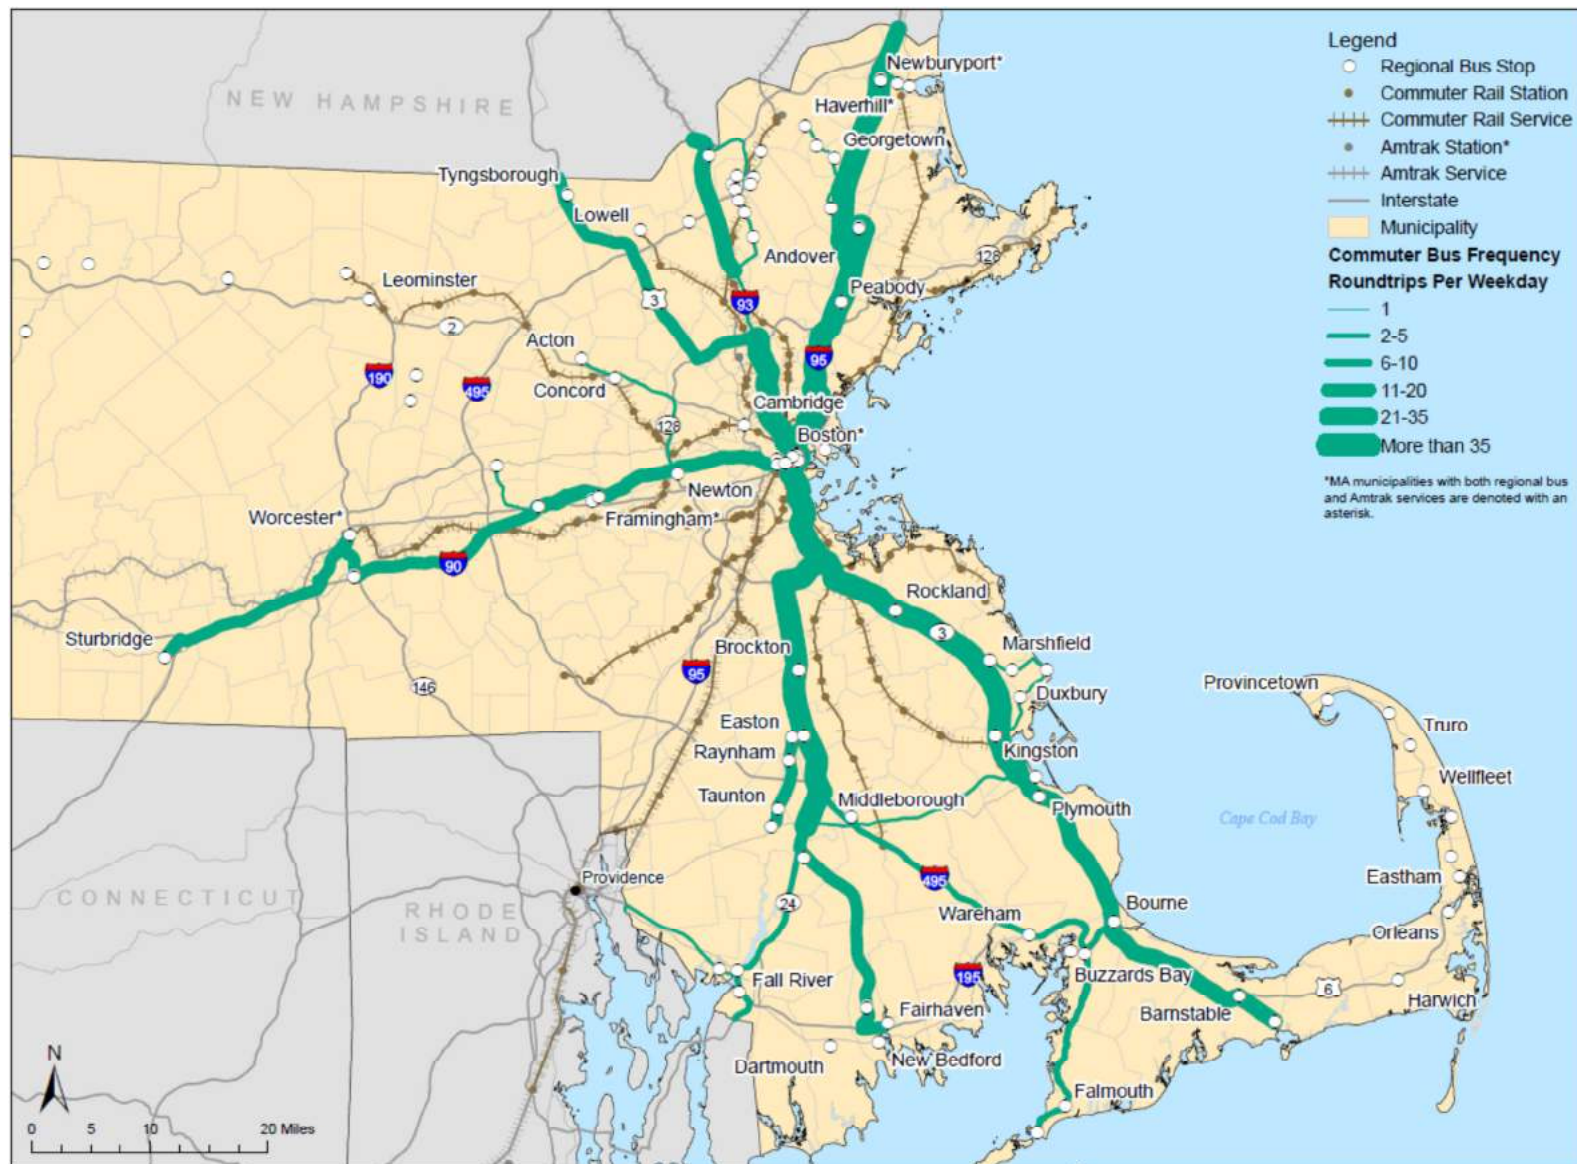 Legend
Regional Bus Stop
Commuter Rail Station
Commuter Rail Service
Amtrak Station*
Amtrak Service
Interstate
Municipality
Commuter Bus Frequency
Roundtrips Per Weekday
1
2-5
6-10
11-20
21-35
More than 35
*MA municipalities with both regional bus
and Amtrak services are denoted with an
asterisk.
NEW HAMPSHIRE
Newburyport*
Haverhill*
Georgetown
Tyngsborough
Lowell
Andover
128
Leominster
3
93
Peabody
2
Acton
95
190
495
Concord
Cambridge
128
Boston*
Newton
Worcester*
Framingham*
90
Rockland
Sturbridge
3
Brockton
Marshfield
95
146
Duxbury
Provincetown
Easton
Truro
Raynham
Kingston
Wellfleet
Taunton
Middleborough
Plymouth
Cape Cod Bay
Providence
495
Eastham
CONNECTICUT
RHODE
ISLAND
24
Wareham
Bourne
Orleans
Fall River
195
Buzzards Bay
6
Harwich
Fairhaven
Barnstable
Dartmouth
New Bedford
N
Falmouth
0 5 10 20 Miles